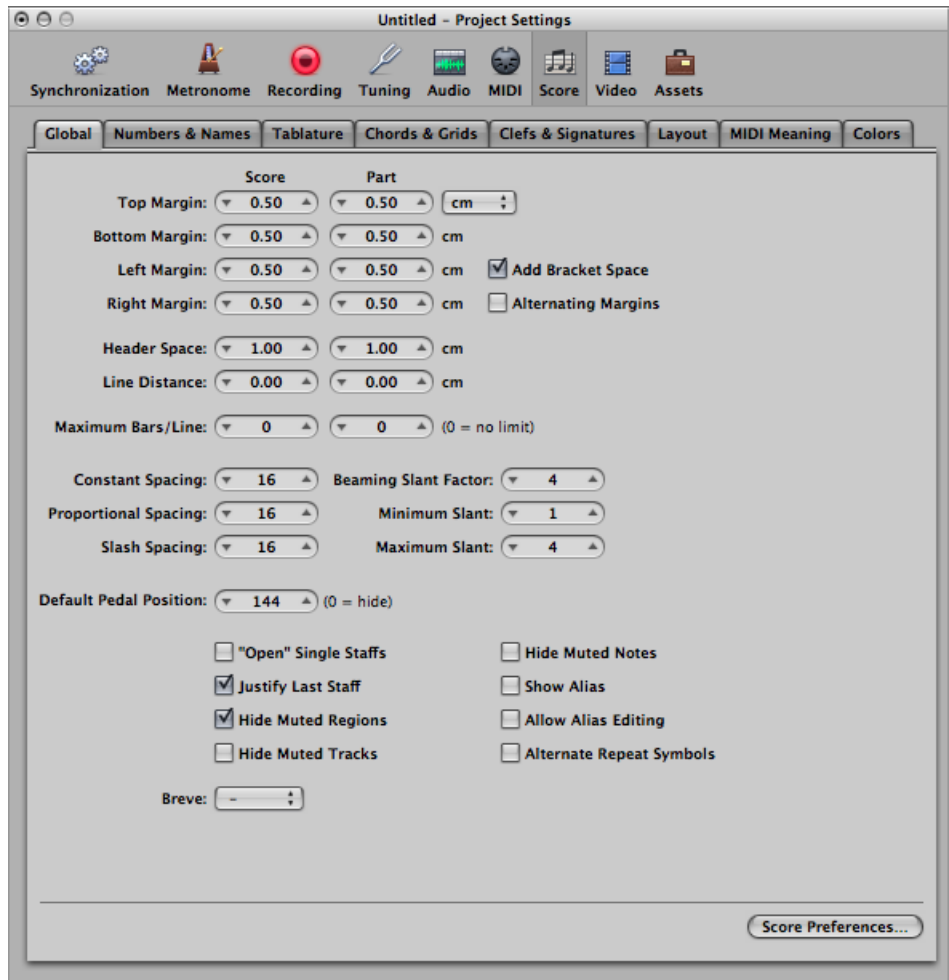 Untitled – Project Settings
Synchronization Metronome Recording Tuning Audio MIDI Score Video Assets
Global Numbers & Names Tablature Chords & Grids Clefs & Signatures Layout MIDI Meaning Colors
Score Part
Top Margin: 0.50 0.50 cm
Bottom Margin: 0.50 0.50 cm
Left Margin: 0.50 0.50 cm Add Bracket Space
Right Margin: 0.50 0.50 cm Alternating Margins
Header Space: 1.00 1.00 cm
Line Distance: 0.00 0.00 cm
Maximum Bars/Line: 0 0 (0 = no limit)
Constant Spacing: 16 Beaming Slant Factor: 4
Proportional Spacing: 16 Minimum Slant: 1
Slash Spacing: 16 Maximum Slant: 4
Default Pedal Position: 144 (0 = hide)
"Open" Single Staffs Hide Muted Notes
Justify Last Staff Show Alias
Hide Muted Regions Allow Alias Editing
Hide Muted Tracks Alternate Repeat Symbols
Breve: –
Score Preferences...